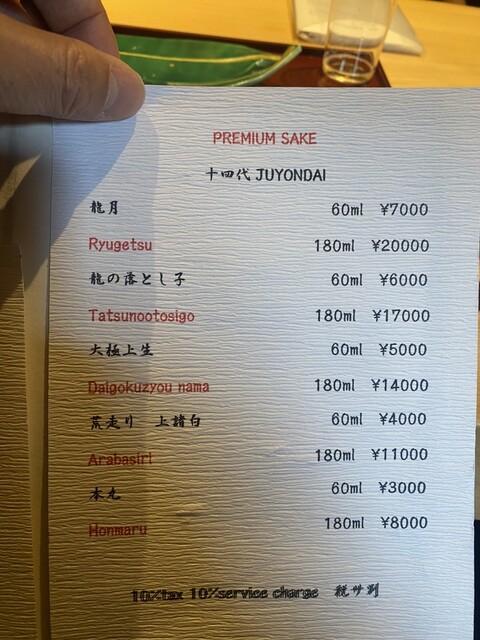 PREMIUM SAKE
十四代 JUYONDAI
龍月 60ml ¥7000
Ryugetsu 180ml ¥20000
龍の落とし子 60ml ¥6000
Tatsunootosigo 180ml ¥17000
大極上生 60ml ¥5000
Daigokuzyou nama 180ml ¥14000
荒走り 上諸白 60ml ¥4000
Arabasiri 180ml ¥11000
本丸 60ml ¥3000
Honmaru 180ml ¥8000
10%tax 10%service charge 税サ別